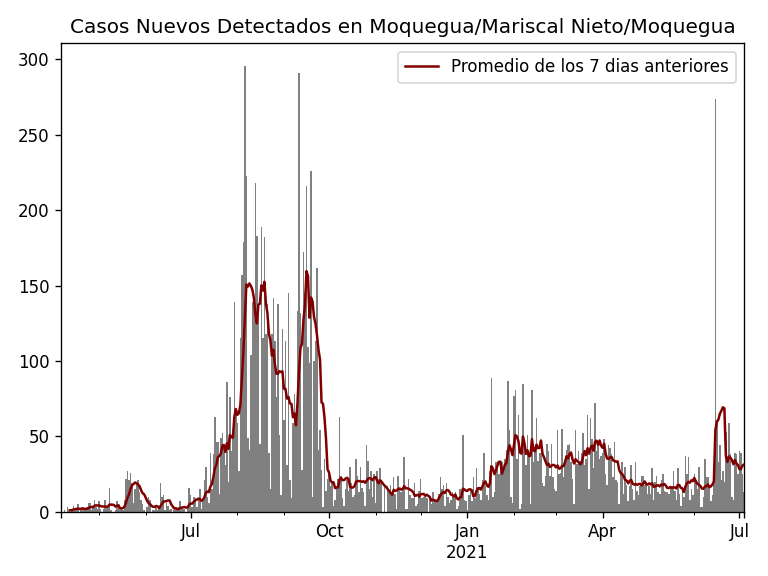 Casos Nuevos Detectados en Moquegua/Mariscal Nieto/Moquegua
Promedio de los 7 dias anteriores
300
250
200
150
100
50
0
Jul
Oct
Jan
2021
Apr
Jul